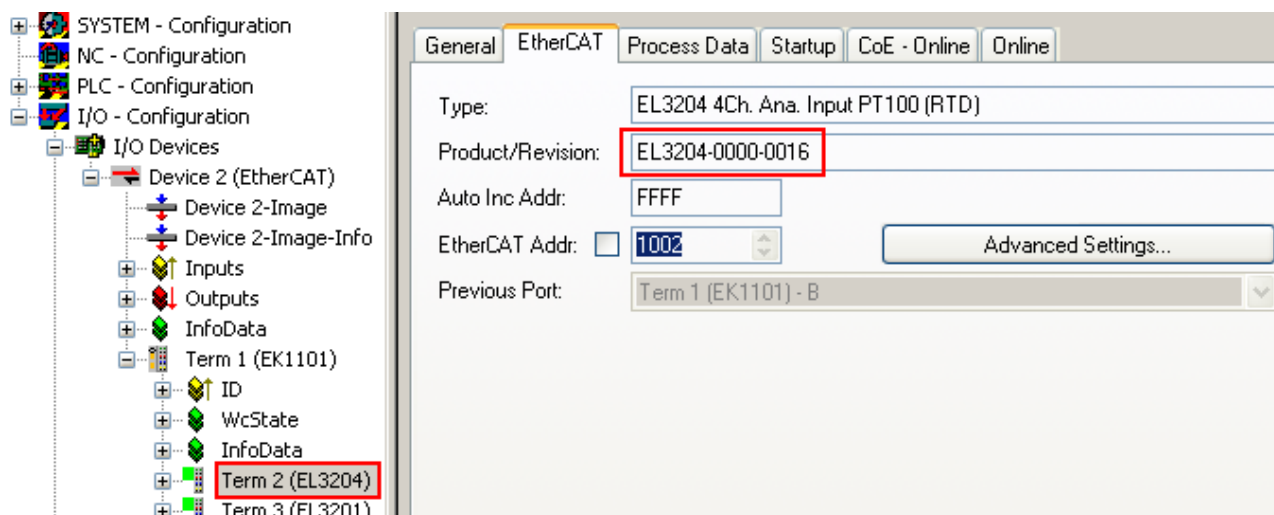 SYSTEM - Configuration
NC - Configuration
PLC - Configuration
I/O - Configuration
I/O Devices
Device 2 (EtherCAT)
Device 2-Image
Device 2-Image-Info
Inputs
Outputs
InfoData
Term 1 (EK1101)
ID
WcState
InfoData
Term 2 (EL3204)
Term 3 (EL3201)
General EtherCAT Process Data Startup CoE - Online Online
Type: EL3204 4Ch. Ana. Input PT100 (RTD)
Product/Revision: EL3204-0000-0016
Auto Inc Addr: FFFF
EtherCAT Addr: 1002 Advanced Settings...
Previous Port: Term 1 (EK1101) - B